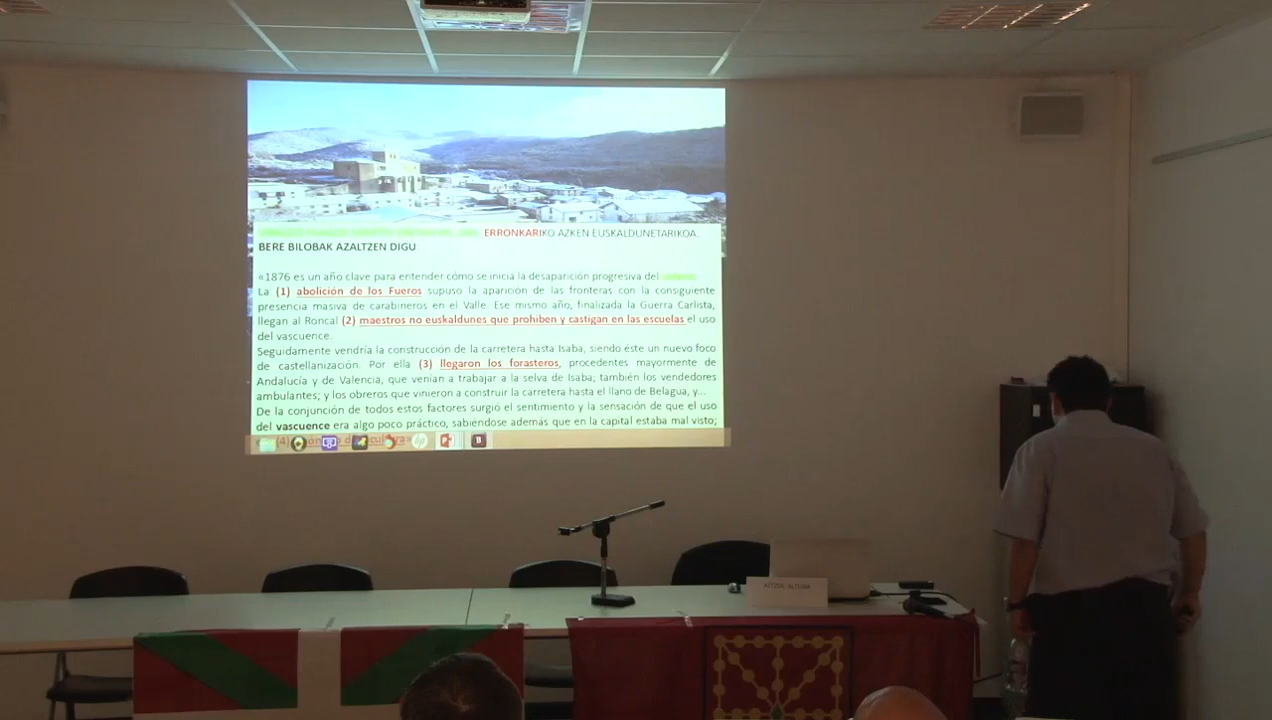 ERRONKARIKO AZKEN EUSKALDUNETARIKOA.
BERE BILOBAK AZALTZEN DIGU
«1876 es un año clave para entender cómo se inicia la desaparición progresiva del
La (1) abolición de los Fueros supuso la aparición de las fronteras con la consiguiente
presencia masiva de carabineros en el Valle. Ese mismo año, finalizada la Guerra Carlista,
llegan al Roncal (2) maestros no euskaldunes que prohiben y castigan en las escuelas el uso
del vascuence.
Seguidamente vendría la construcción de la carretera hasta Isaba, siendo éste un nuevo foco
de castellanización. Por ella (3) llegaron los forasteros, procedentes mayormente de
Andalucía y de Valencia, que venían a trabajar a la selva de Isaba; también los vendedores
ambulantes; y los obreros que vinieron a construir la carretera hasta el llano de Belagua, y...
De la conjunción de todos estos factores surgió el sentimiento y la sensación de que el uso
del vascuence era algo poco práctico, sabiéndose además que en la capital estaba mal visto;
(4)
B
AITZOL ALTUNA